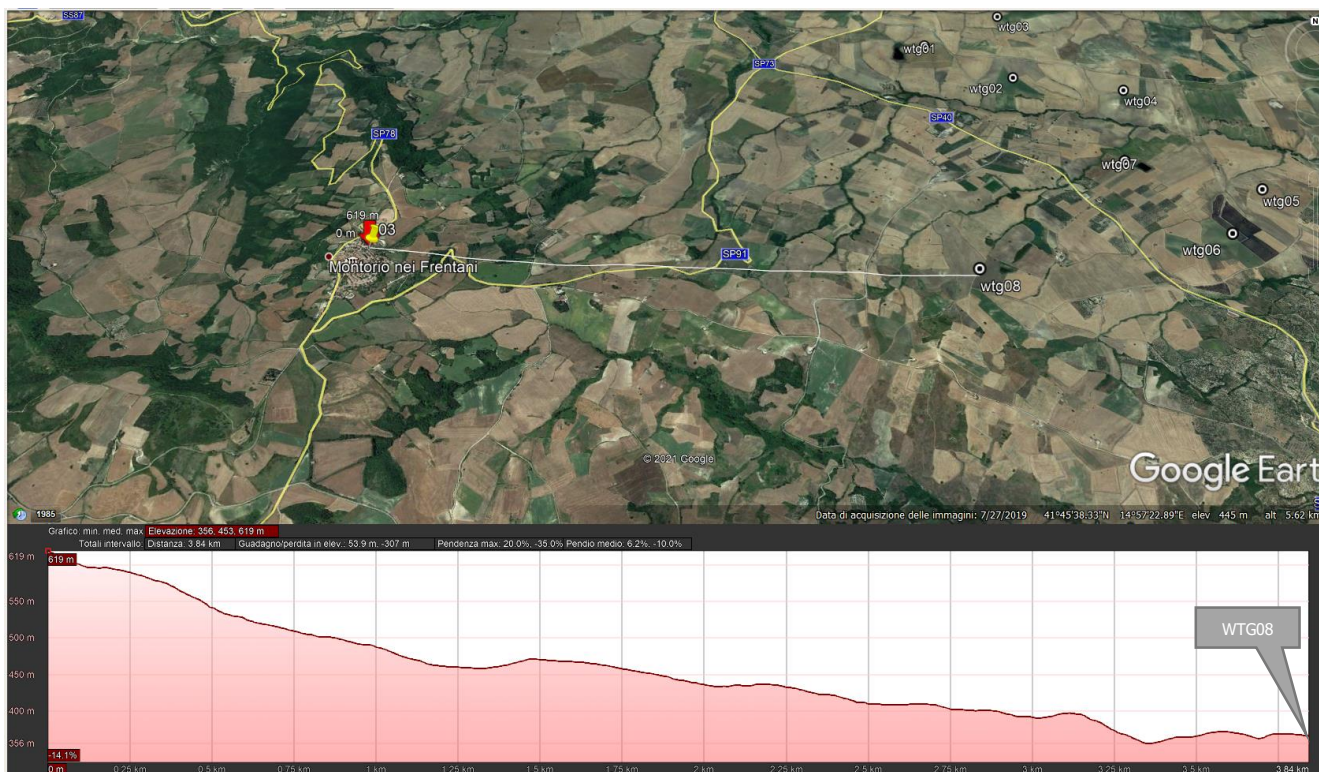 SS87
wtg03
N
wtg01
SP73
wtg02
wtg04
SP40
SP78
wtg07
wtg05
619 m
0 m
03
wtg06
SP91
Montorio nei Frentani
wtg08
© 2021 Google
Google Eart
1985
Data di acquisizione delle immagini: 7/27/2019 41°45'38.33"N 14°57'22.89"E elev 445 m alt 5.62 km
Grafico: min. med. max Elevazione: 356, 453, 619 m
Totali intervallo: Distanza: 3.84 km Guadagno/perdita in elev.: 53.9 m, -307 m Pendenza max: 20.0%, -35.0% Pendio medio: 6.2%, -10.0%
619 m
619 m
550 m
WTG08
500 m
450 m
400 m
356 m
-14.1%
0 m 0.25 km 0.5 km 0.75 km 1 km 1.25 km 1.5 km 1.75 km 2 km 2.25 km 2.5 km 2.75 km 3 km 3.25 km 3.5 km 3.84 km